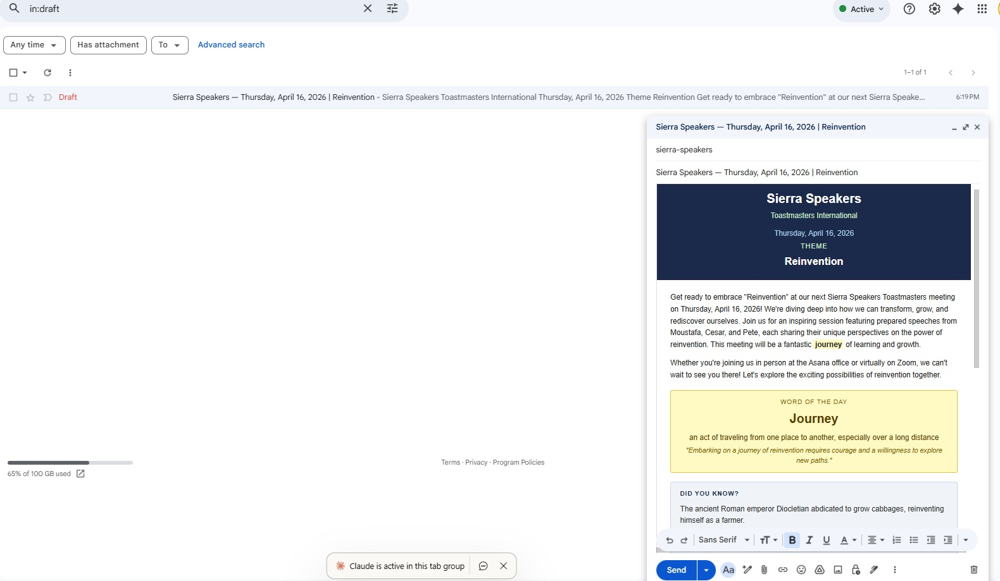 in:draft
Active
Any time
Has attachment
To
Advanced search
1–1 of 1
Draft
Sierra Speakers — Thursday, April 16, 2026 | Reinvention - Sierra Speakers Toastmasters International Thursday, April 16, 2026 Theme Reinvention Get ready to embrace "Reinvention" at our next Sierra Speake...
6:19 PM
Sierra Speakers — Thursday, April 16, 2026 | Reinvention
sierra-speakers
Sierra Speakers — Thursday, April 16, 2026 | Reinvention
Sierra Speakers
Toastmasters International
Thursday, April 16, 2026
THEME
Reinvention
Get ready to embrace "Reinvention" at our next Sierra Speakers Toastmasters meeting
on Thursday, April 16, 2026! We're diving deep into how we can transform, grow, and
rediscover ourselves. Join us for an inspiring session featuring prepared speeches from
Moustafa, Cesar, and Pete, each sharing their unique perspectives on the power of
reinvention. This meeting will be a fantastic journey of learning and growth.
Whether you're joining us in person at the Asana office or virtually on Zoom, we can't
wait to see you there! Let's explore the exciting possibilities of reinvention together.
WORD OF THE DAY
Journey
an act of traveling from one place to another, especially over a long distance
"Embarking on a journey of reinvention requires courage and a willingness to explore
new paths."
DID YOU KNOW?
The ancient Roman emperor Diocletian abdicated to grow cabbages, reinventing
himself as a farmer.
Sans Serif
Send
65% of 100 GB used
Terms · Privacy · Program Policies
Claude is active in this tab group